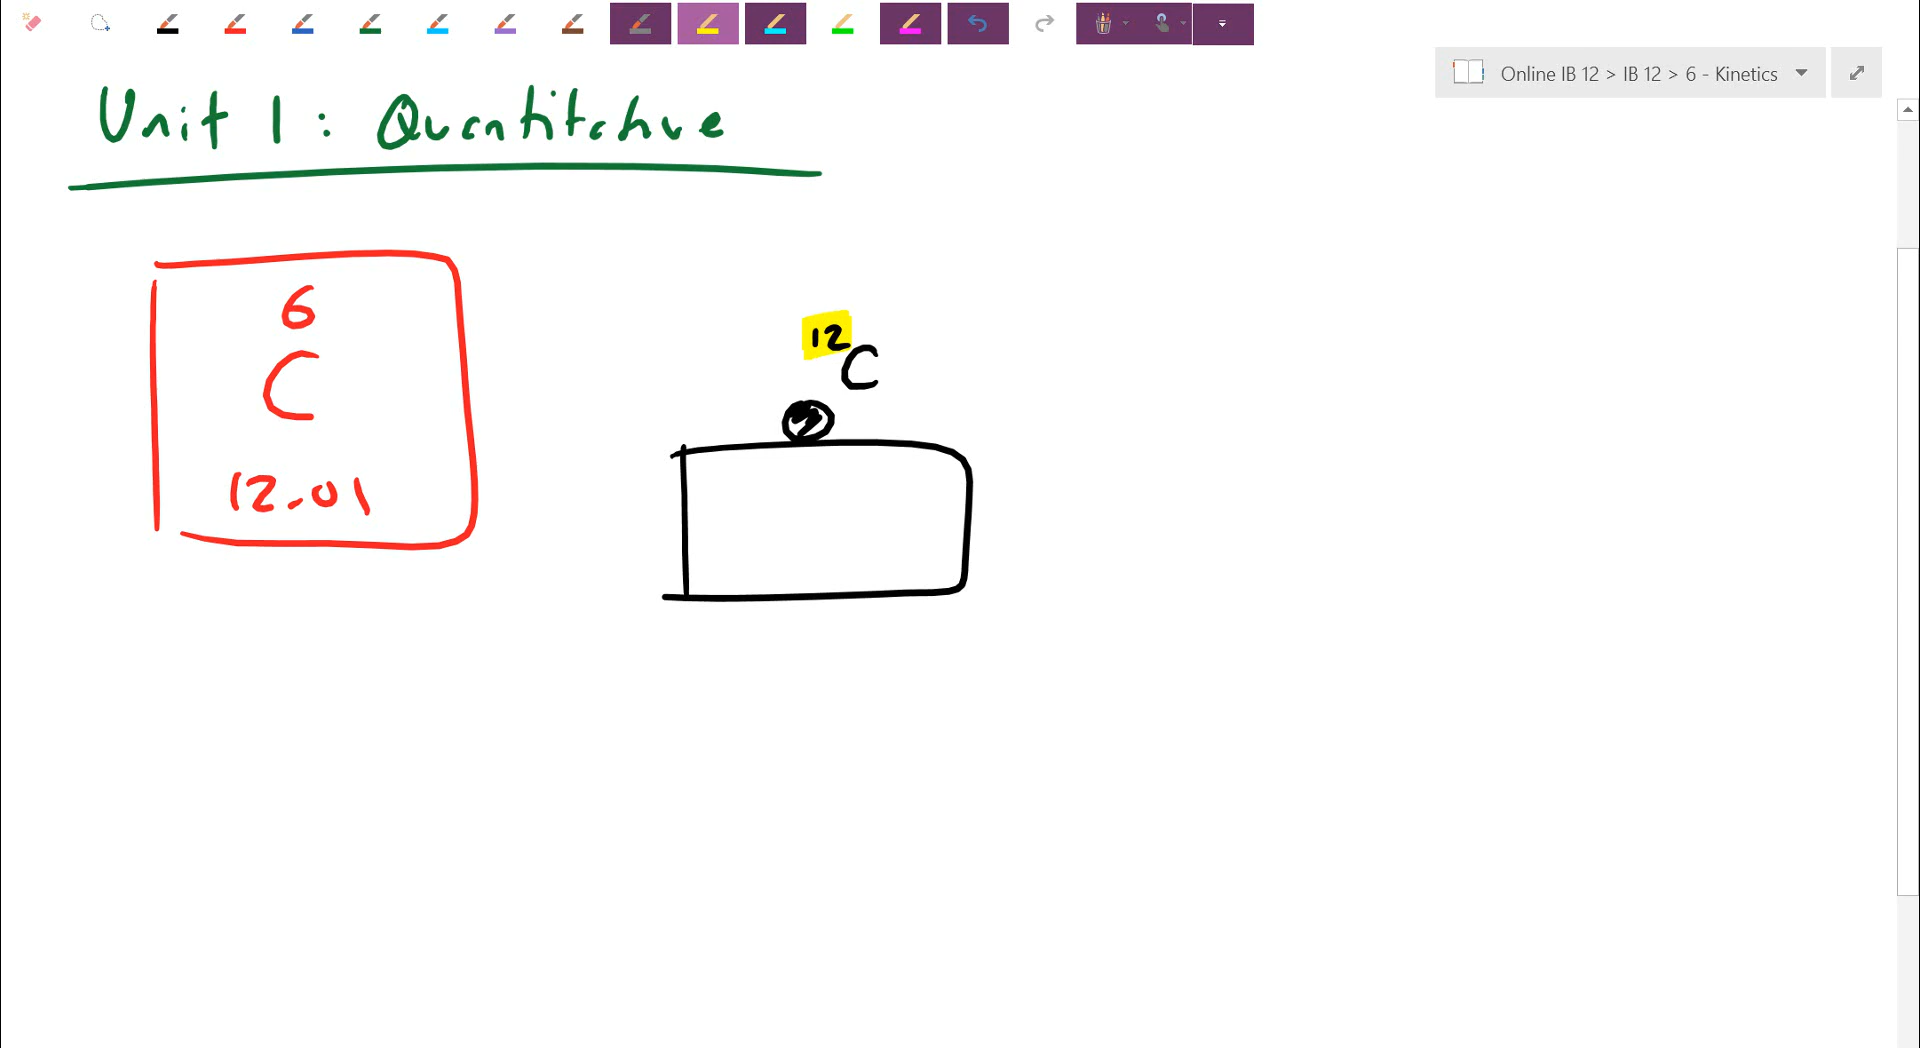 Online IB 12 > IB 12 > 6 - Kinetics
Unit 1 : Quantitative
6
C
12.01
12
C